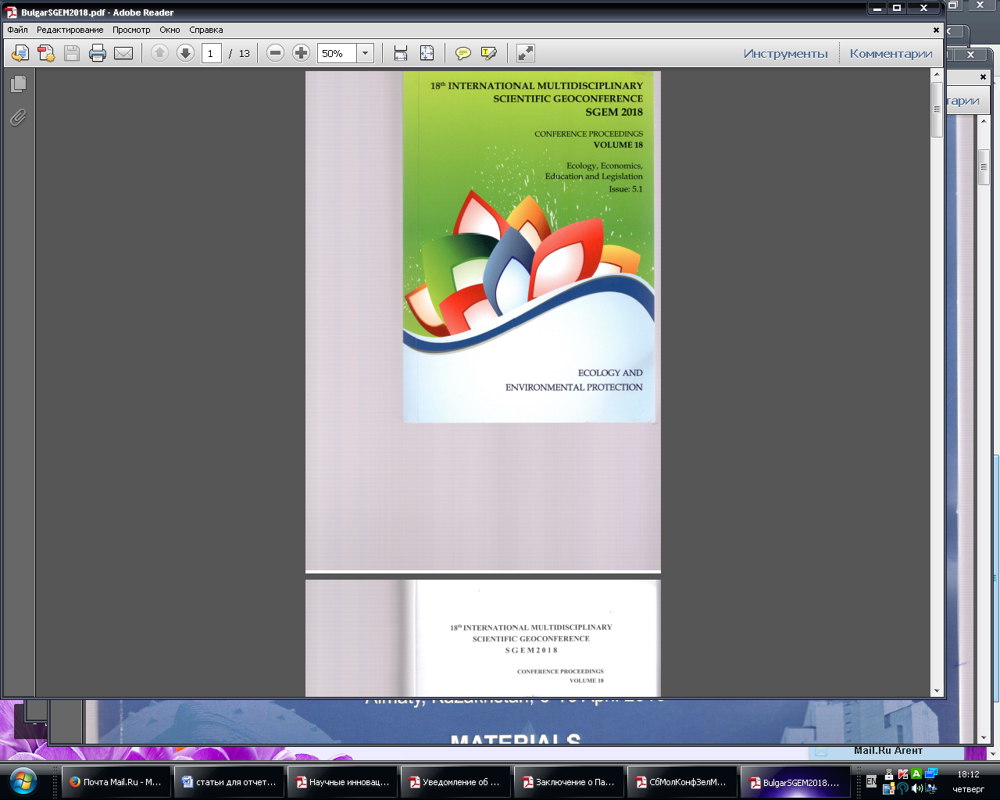 BulgarSGEM2018.pdf - Adobe Reader
Файл Редактирование Просмотр Окно Справка
1 / 13 50% Инструменты Комментарии
тарии
18th INTERNATIONAL MULTIDISCIPLINARY
SCIENTIFIC GEOCONFERENCE
SGEM 2018
CONFERENCE PROCEEDINGS
VOLUME 18
Ecology, Economics,
Education and Legislation
Issue: 5.1
ECOLOGY AND
ENVIRONMENTAL PROTECTION
18th INTERNATIONAL MULTIDISCIPLINARY
SCIENTIFIC GEOCONFERENCE
S G E M 2 0 1 8
CONFERENCE PROCEEDINGS
VOLUME 18
Almaty, Kazakhstan,
MATERIALS
Mail.Ru Агент
Почта Mail.Ru - M...
статьи для отчет...
Научные инновац...
Уведомление об ...
Заключение о Па...
СбМолКонфЗелМ...
BulgarSGEM2018....
EN
18:12
четверг